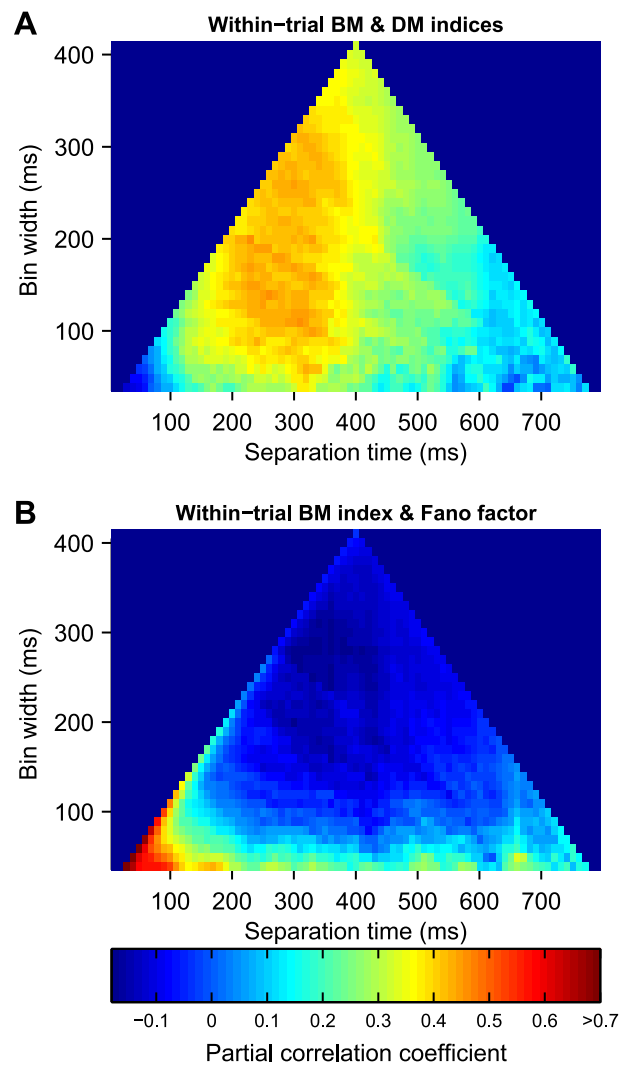 A
Within−trial BM & DM indices
400
300
200
100
Bin width (ms)
100 200 300 400 500 600 700
Separation time (ms)
B
Within−trial BM index & Fano factor
400
300
200
100
Bin width (ms)
100 200 300 400 500 600 700
Separation time (ms)
−0.1 0 0.1 0.2 0.3 0.4 0.5 0.6 >0.7
Partial correlation coefficient